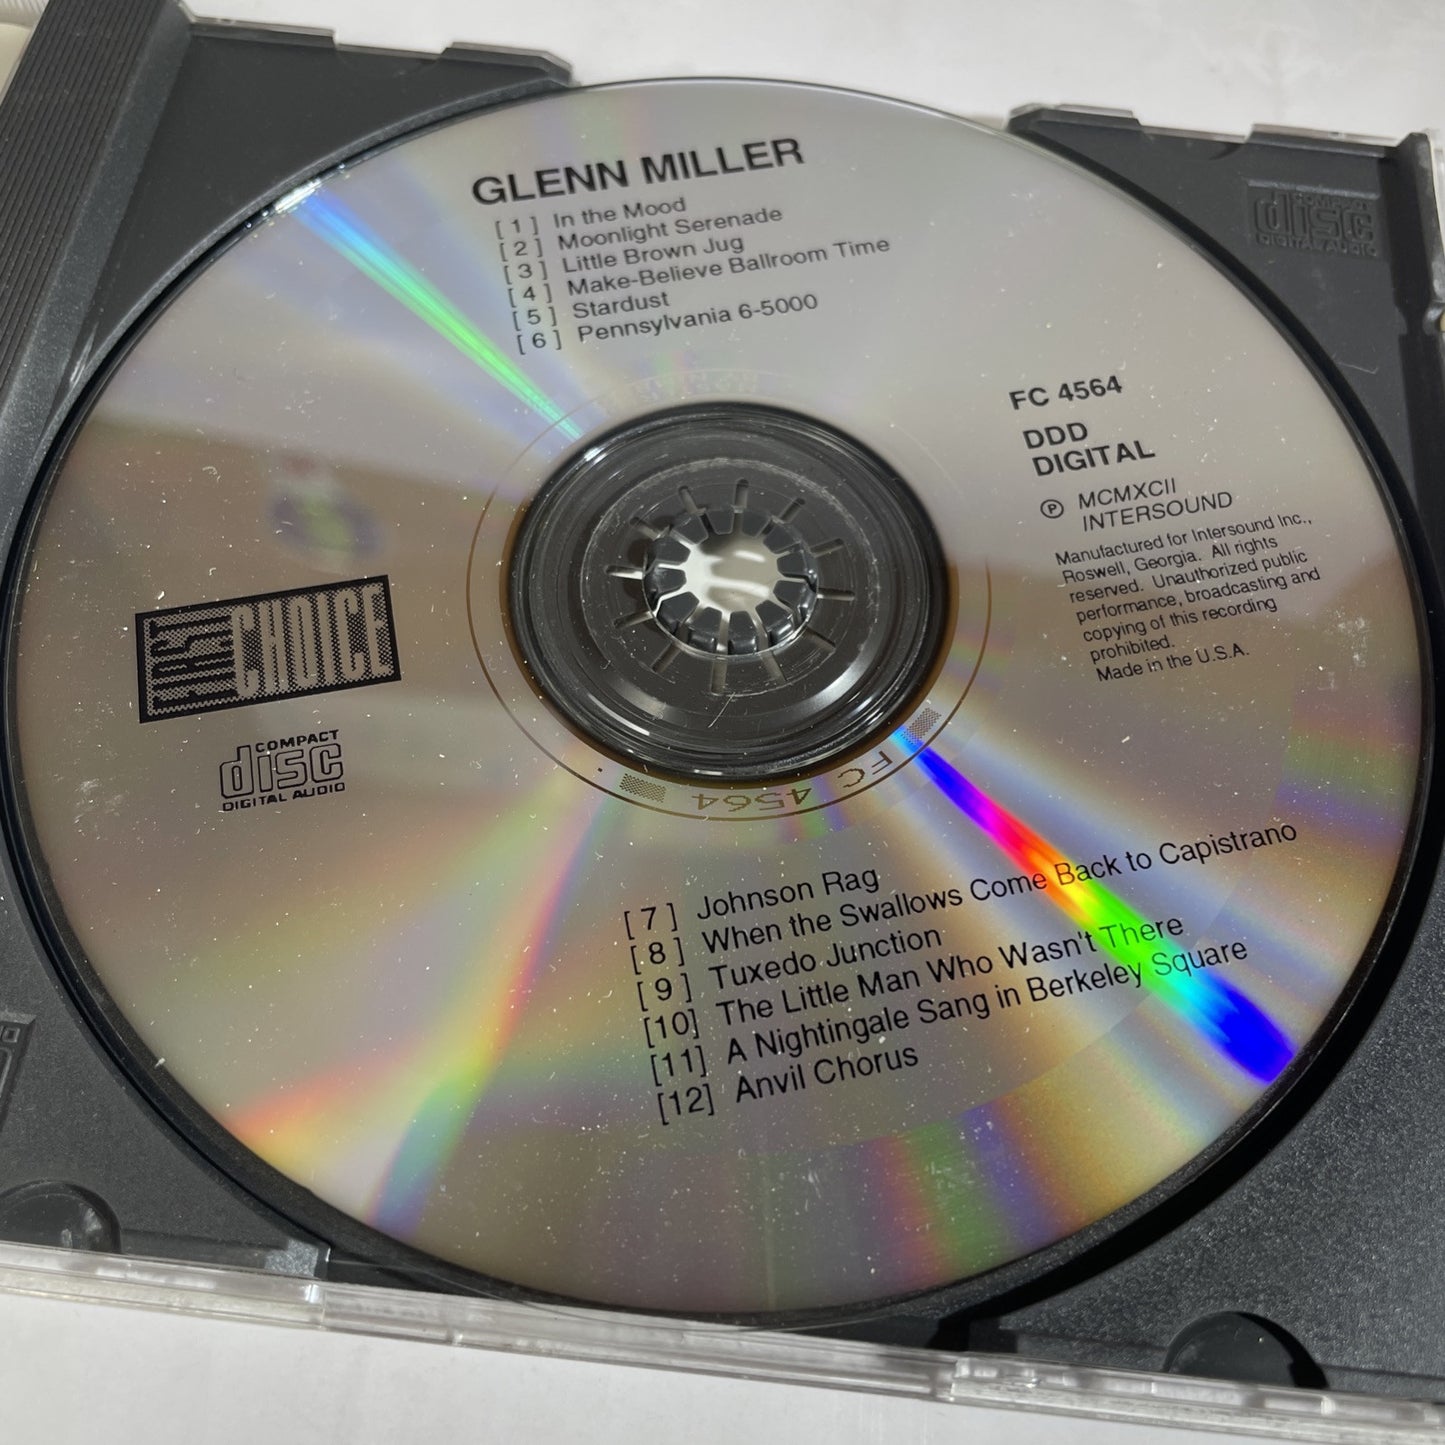 GLENN MILLER
[ 1 ] In the Mood
[ 2 ] Moonlight Serenade
[ 3 ] Little Brown Jug
[ 4 ] Make-Believe Ballroom Time
[ 5 ] Stardust
[ 6 ] Pennsylvania 6-5000
FC 4564
DDD
DIGITAL
℗ MCMXCII
INTERSOUND
Manufactured for Intersound Inc.,
Roswell, Georgia. All rights
reserved. Unauthorized public
performance, broadcasting and
copying of this recording
prohibited.
Made in the U.S.A.
CHOICE
COMPACT
disc
DIGITAL AUDIO
FC 4564
[ 7 ] Johnson Rag
[ 8 ] When the Swallows Come Back to Capistrano
[ 9 ] Tuxedo Junction
[10] The Little Man Who Wasn't There
[11] A Nightingale Sang in Berkeley Square
[12] Anvil Chorus
COMPACT
disc
DIGITAL AUDIO